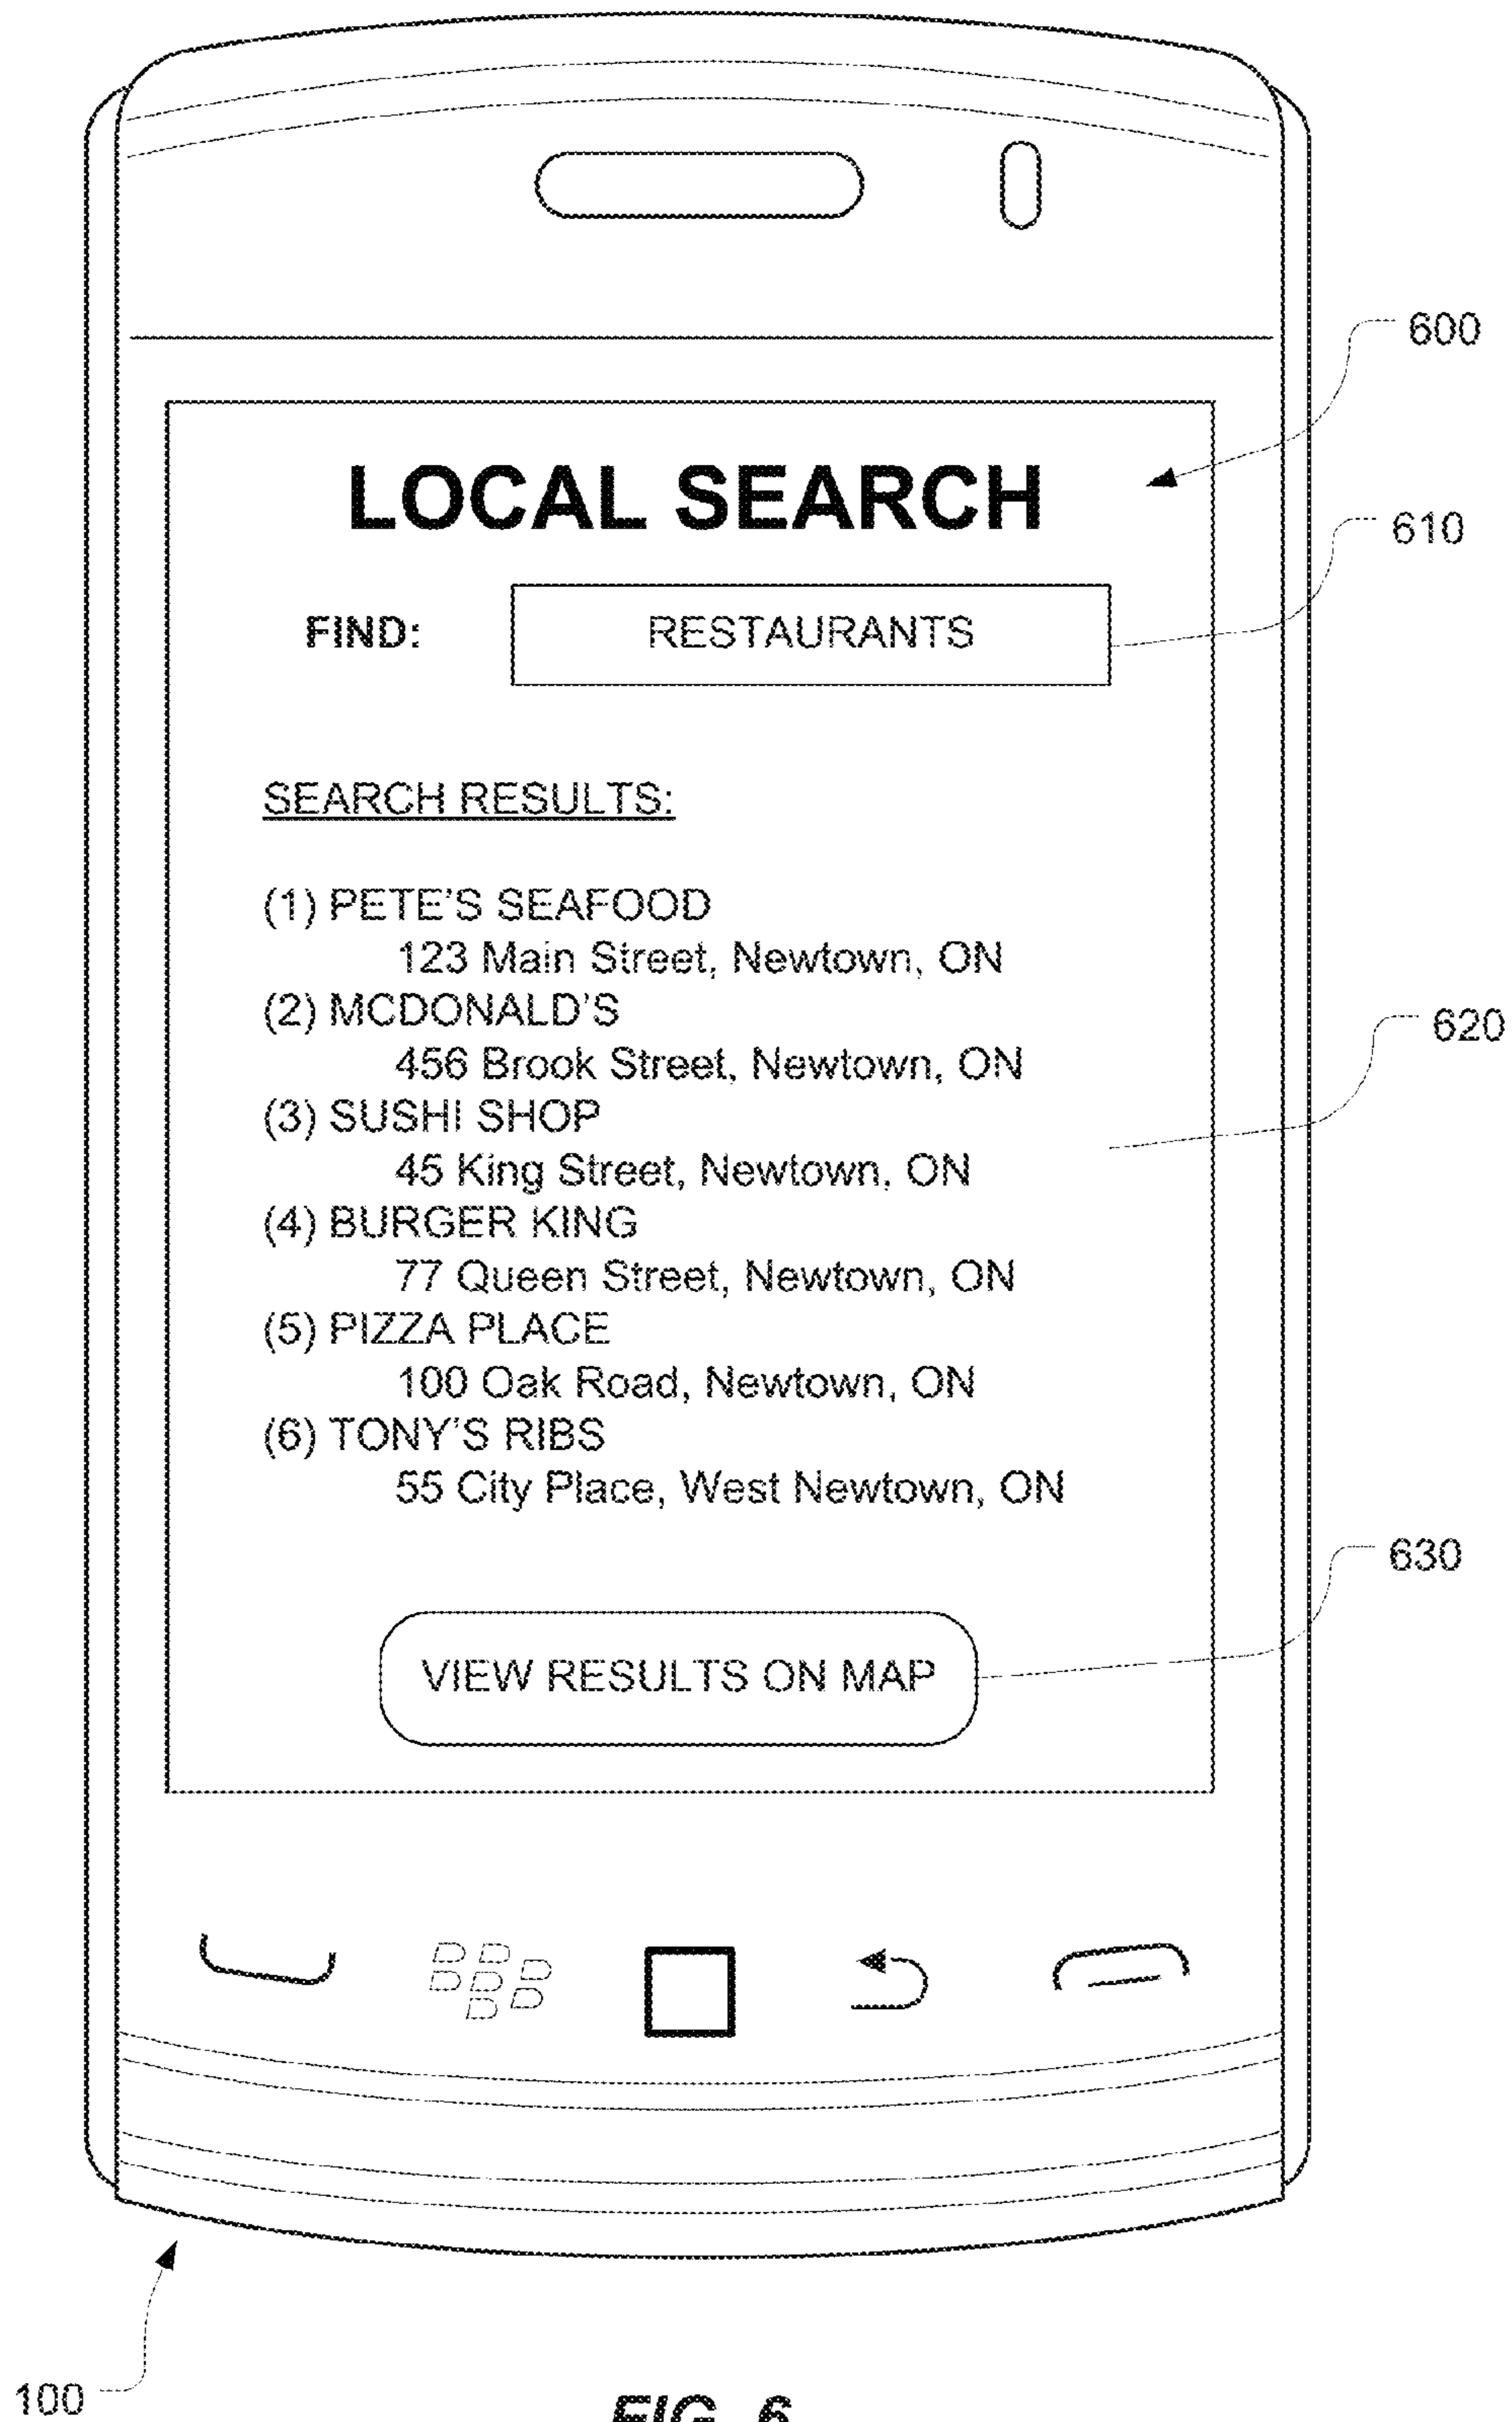 600
LOCAL SEARCH
610
FIND: RESTAURANTS
SEARCH RESULTS:
(1) PETE'S SEAFOOD
123 Main Street, Newtown, ON
(2) MCDONALD'S
456 Brook Street, Newtown, ON
620
(3) SUSHI SHOP
45 King Street, Newtown, ON
(4) BURGER KING
77 Queen Street, Newtown, ON
(5) PIZZA PLACE
100 Oak Road, Newtown, ON
(6) TONY'S RIBS
55 City Place, West Newtown, ON
630
VIEW RESULTS ON MAP
100
FIG. 6